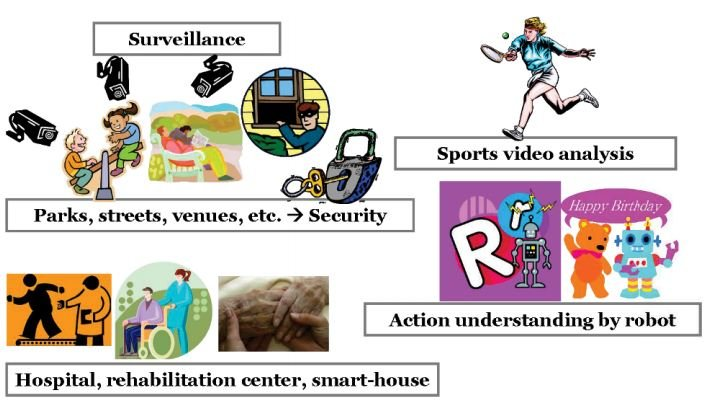 Surveillance
Parks, streets, venues, etc. → Security
Sports video analysis
R r
Happy Birthday
Action understanding by robot
Hospital, rehabilitation center, smart-house